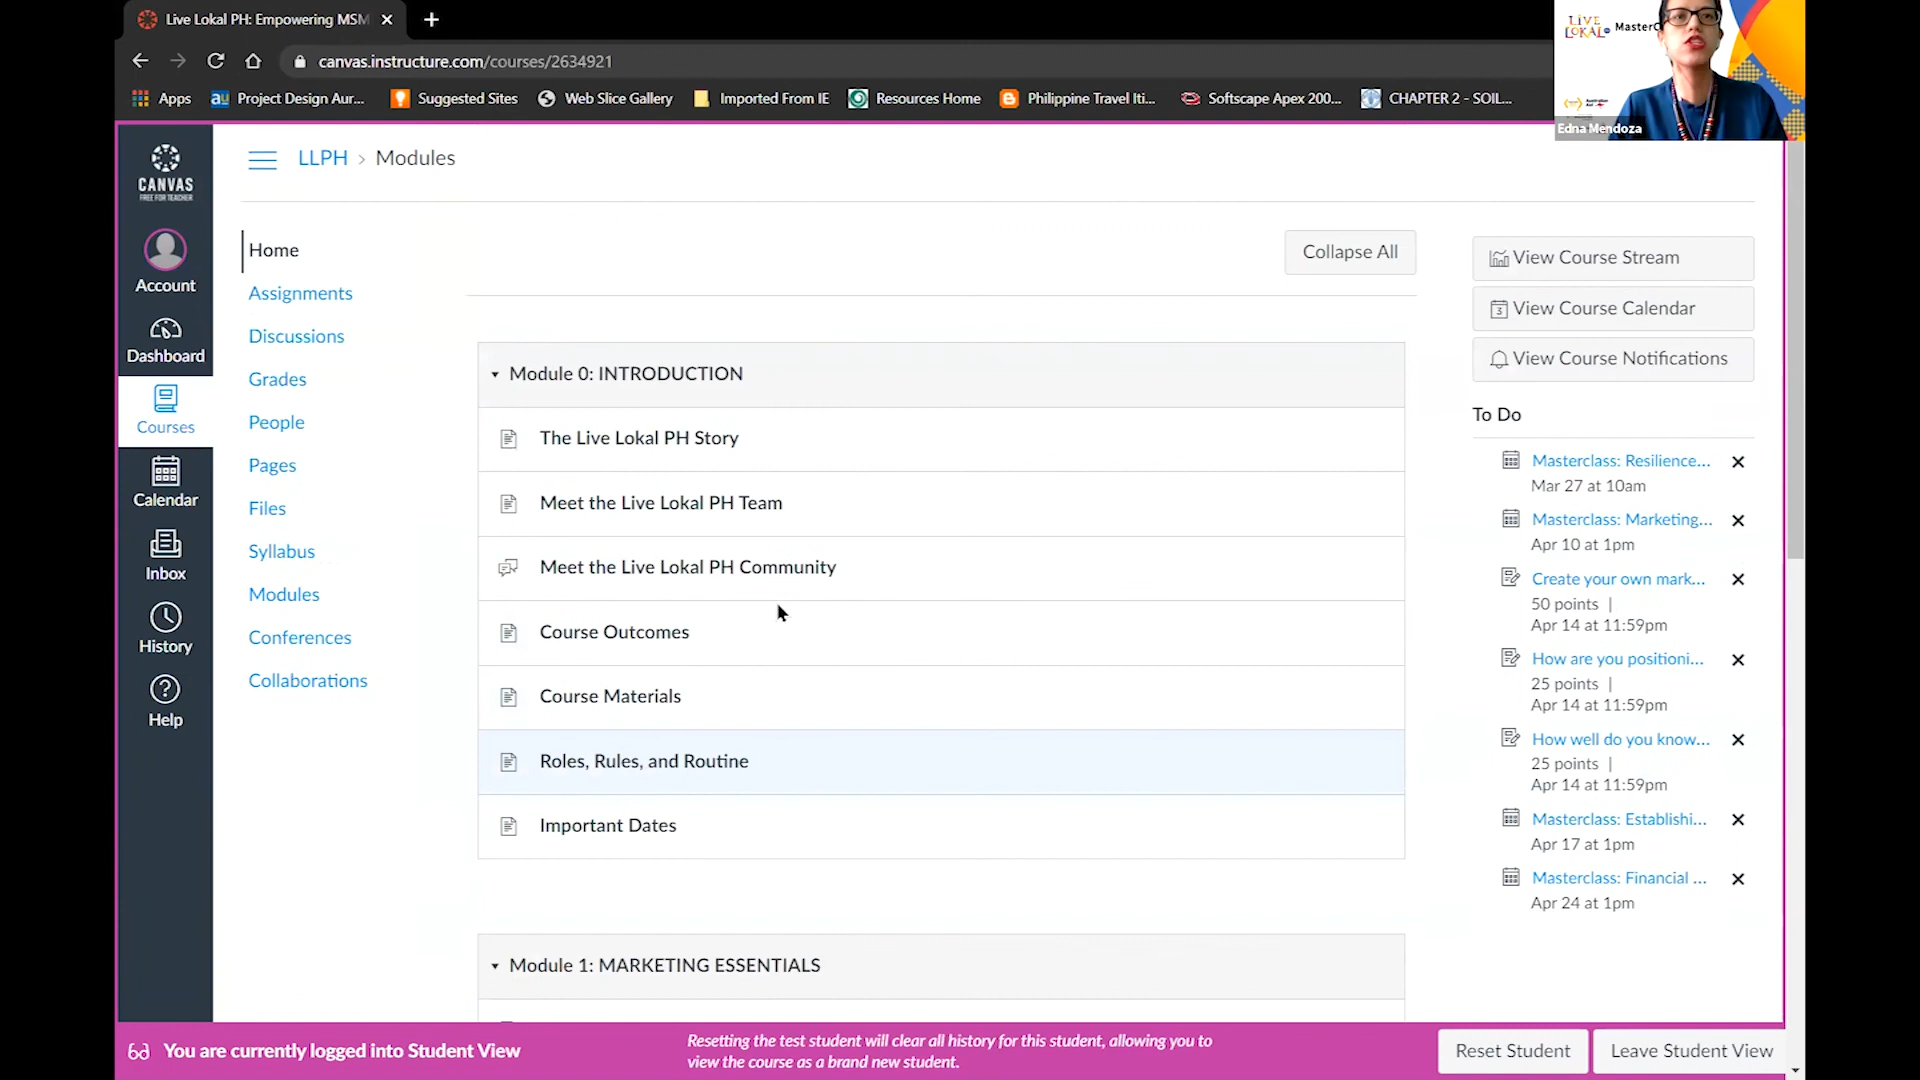 Live Lokal PH: Empowering MSM
canvas.instructure.com/courses/2634921
Apps
Project Design Aur...
Suggested Sites
Web Slice Gallery
Imported From IE
Resources Home
Philippine Travel Iti...
Softscape Apex 200...
CHAPTER 2 - SOIL...
LIVE
LOKAL
MasterC
Edna Mendoza
CANVAS
FREE FOR TEACHER
Account
Dashboard
Courses
Calendar
Inbox
History
Help
LLPH › Modules
Home
Assignments
Discussions
Grades
People
Pages
Files
Syllabus
Modules
Conferences
Collaborations
Collapse All
Module 0: INTRODUCTION
The Live Lokal PH Story
Meet the Live Lokal PH Team
Meet the Live Lokal PH Community
Course Outcomes
Course Materials
Roles, Rules, and Routine
Important Dates
Module 1: MARKETING ESSENTIALS
View Course Stream
3 View Course Calendar
View Course Notifications
To Do
Masterclass: Resilience...
Mar 27 at 10am
Masterclass: Marketing...
Apr 10 at 1pm
Create your own mark...
50 points |
Apr 14 at 11:59pm
How are you positioni...
25 points |
Apr 14 at 11:59pm
How well do you know...
25 points |
Apr 14 at 11:59pm
Masterclass: Establishi...
Apr 17 at 1pm
Masterclass: Financial ...
Apr 24 at 1pm
You are currently logged into Student View
Resetting the test student will clear all history for this student, allowing you to
view the course as a brand new student.
Reset Student
Leave Student View